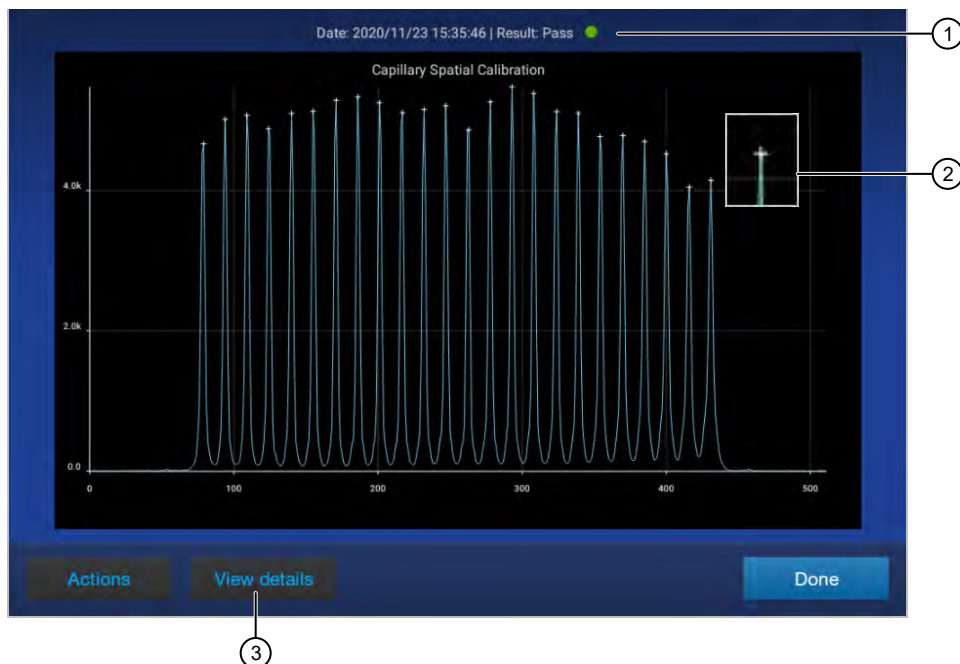 Date: 2020/11/23 15:35:46 | Result: Pass
1
Capillary Spatial Calibration
2
4.0k
2.0k
0.0
0 100 200 300 400 500
Actions View details Done
3